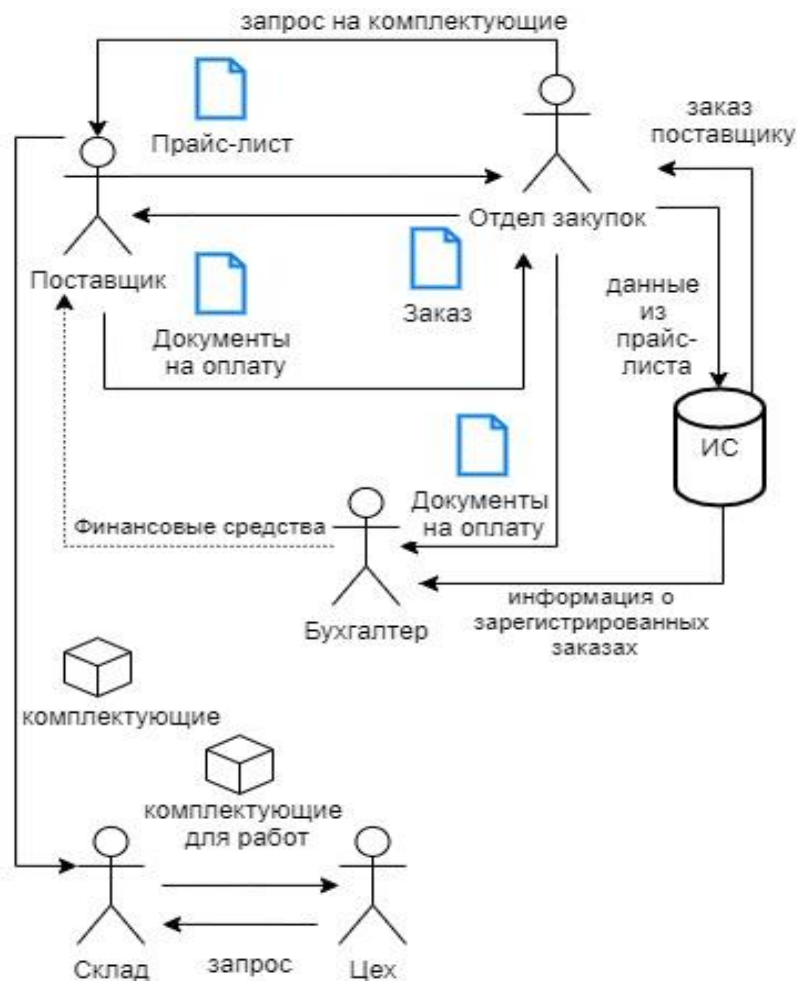 запрос на комплектующие
Прайс-лист
заказ
поставщику
Отдел закупок
Поставщик
Заказ
Документы
на оплату
данные
из
прайс-
листа
ИС
Документы
на оплату
Финансовые средства
Бухгалтер
информация о
зарегистрированных
заказах
комплектующие
комплектующие
для работ
Склад
запрос
Цех